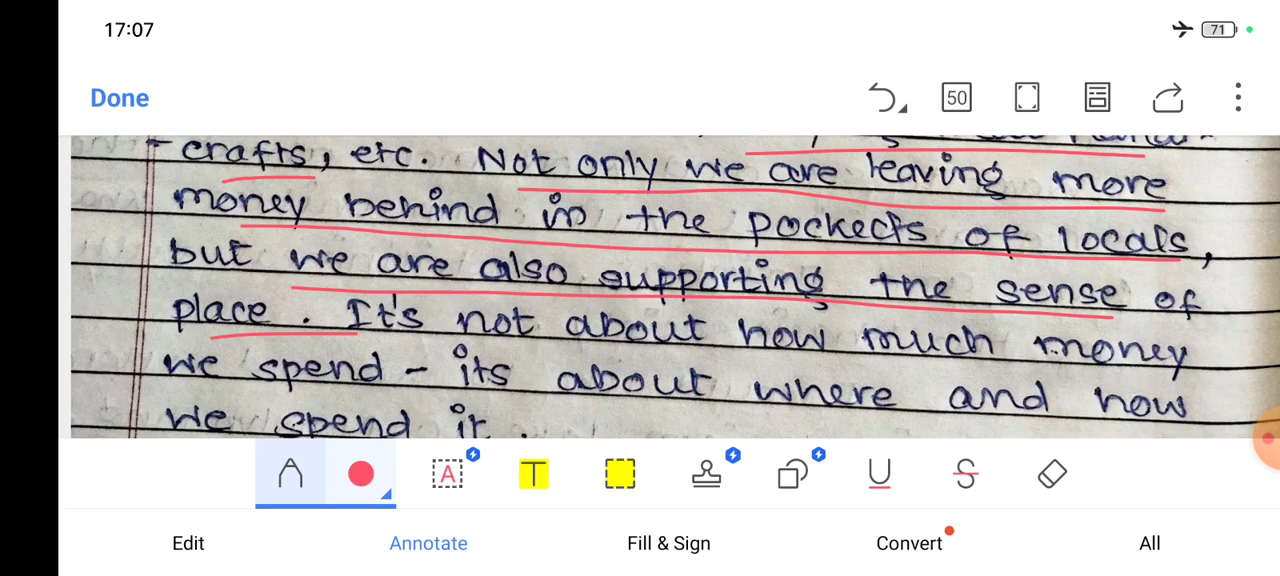 17:07
71
Done
50
- crafts, etc. Not only we are leaving more
money behind in the pockects of locals,
but we are also supporting the sense of
place. It's not about how much money
we spend - its about where and how
we spend it.
A
T
U
S
Edit
Annotate
Fill & Sign
Convert
All